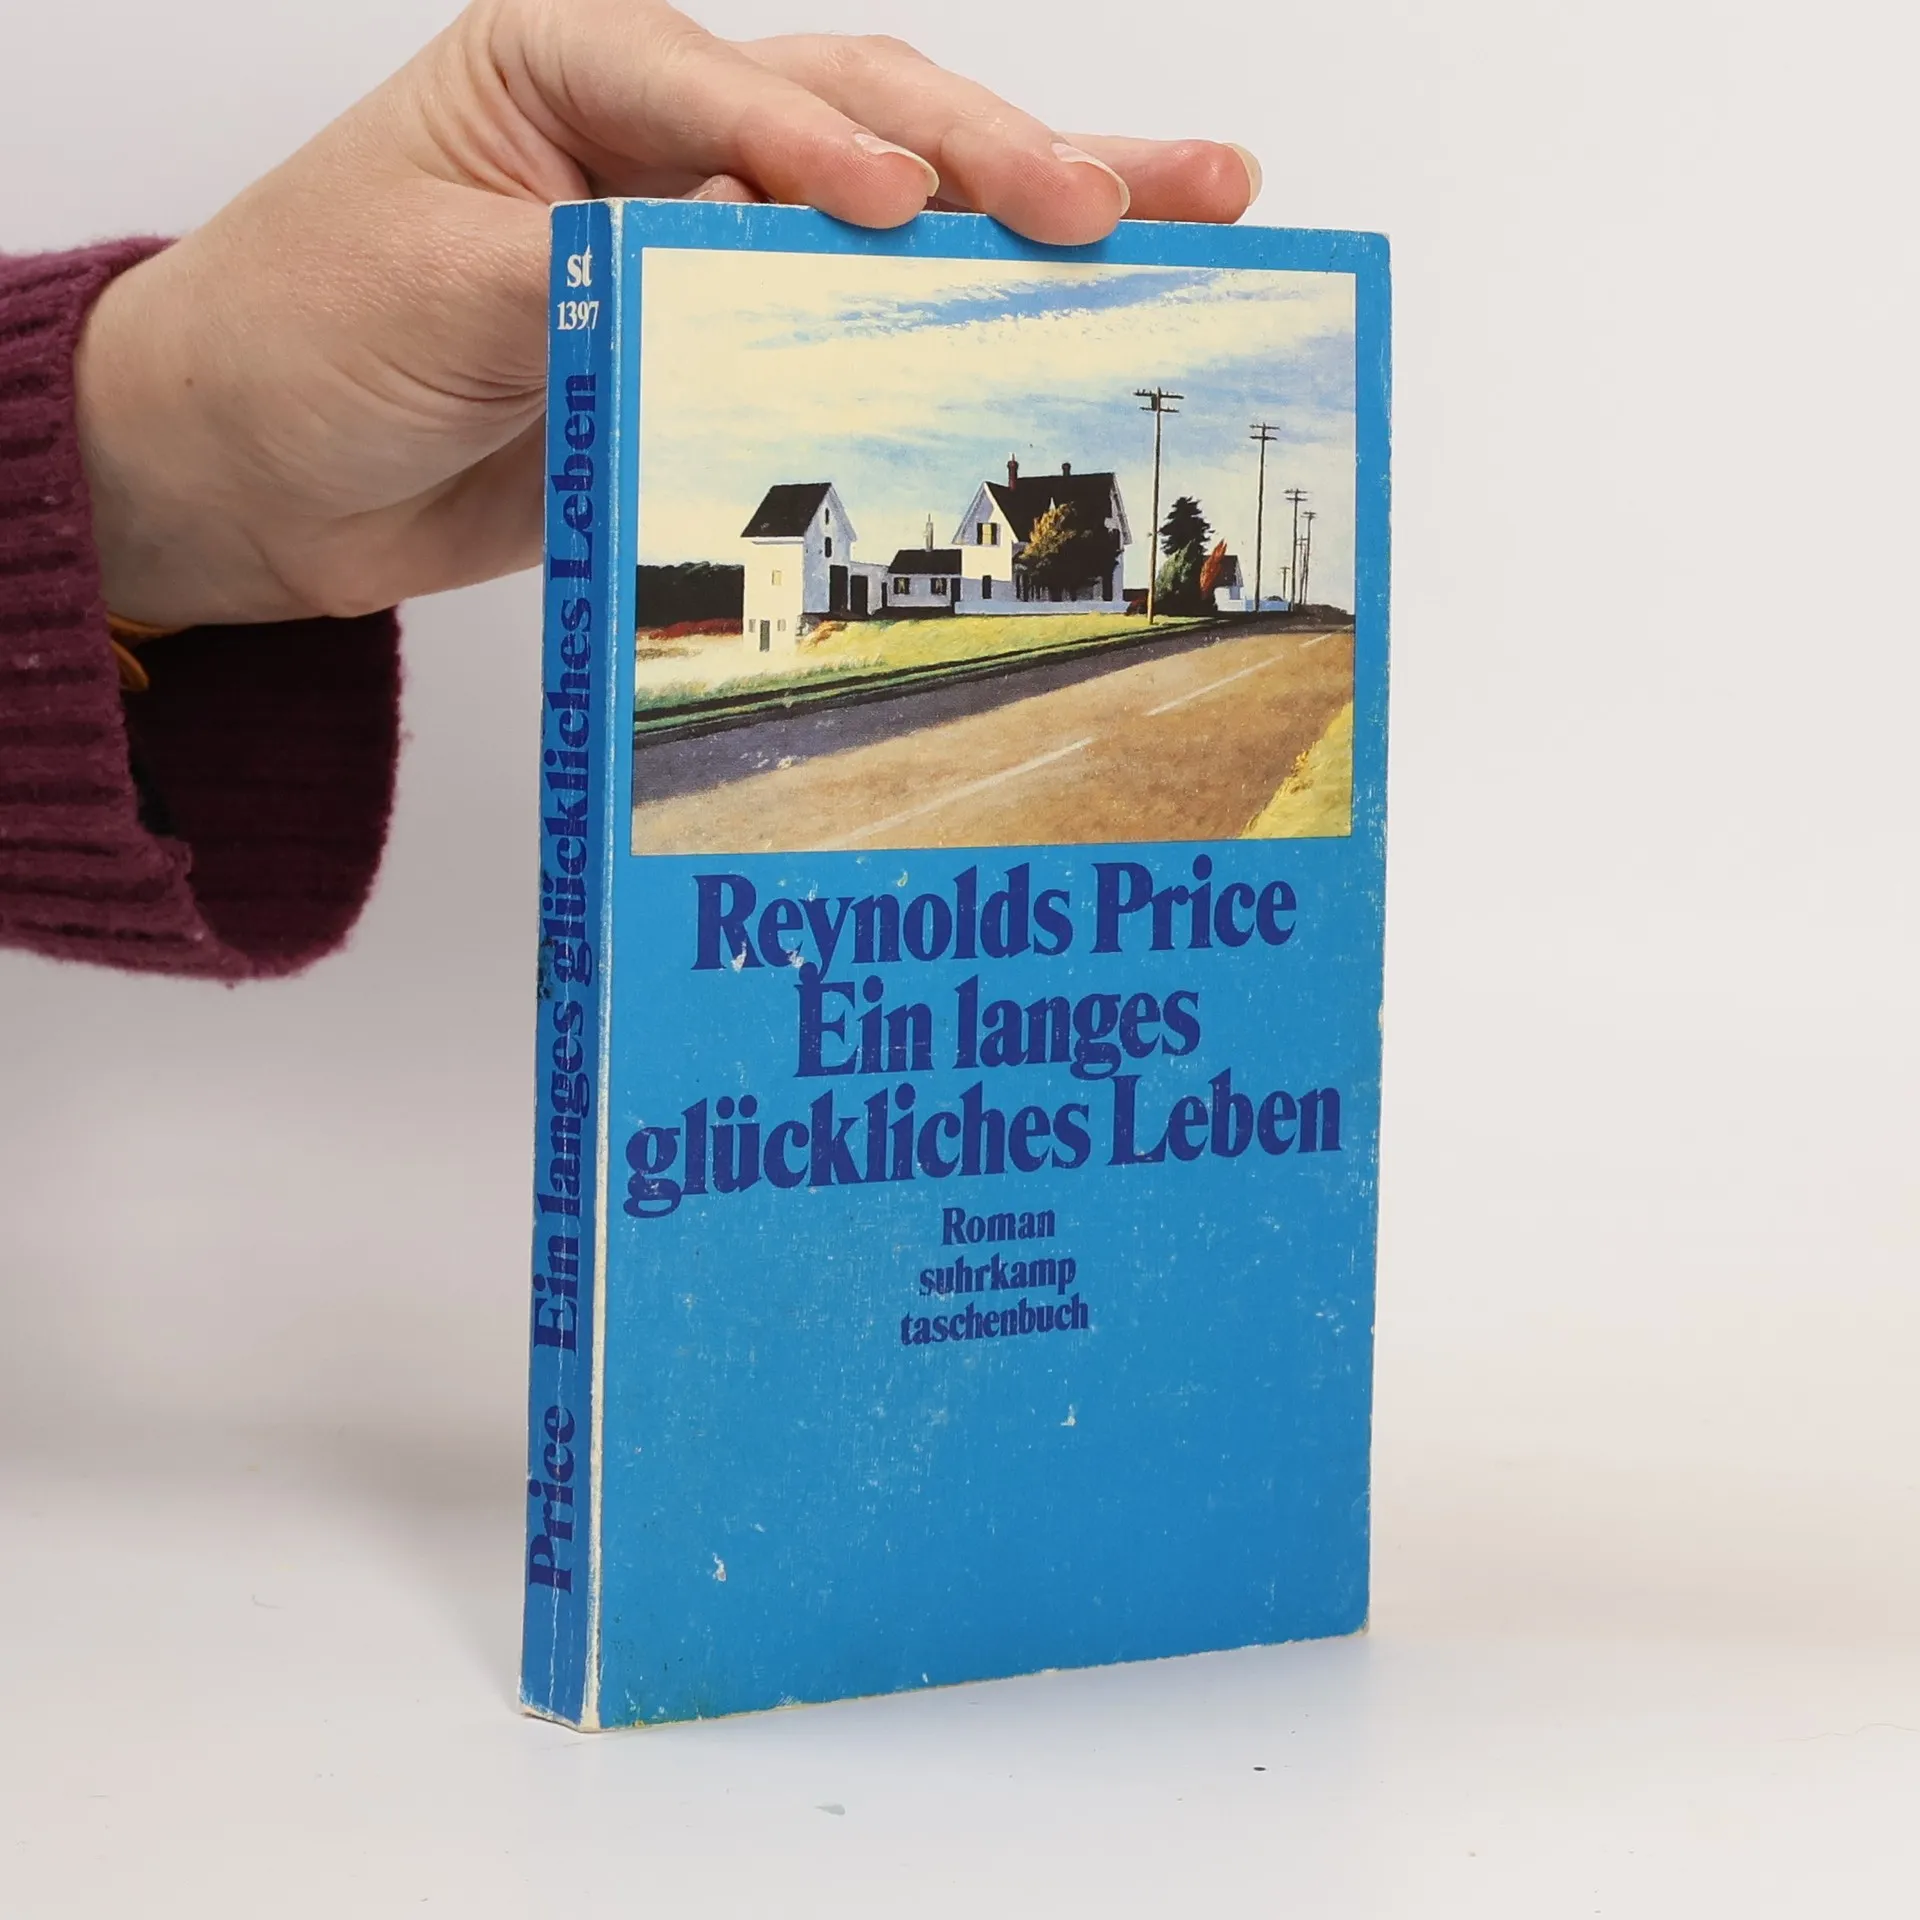 st
1397
Price Ein langes glückliches Leben
Reynolds Price
Ein langes
glückliches Leben
Roman
suhrkamp
taschenbuch